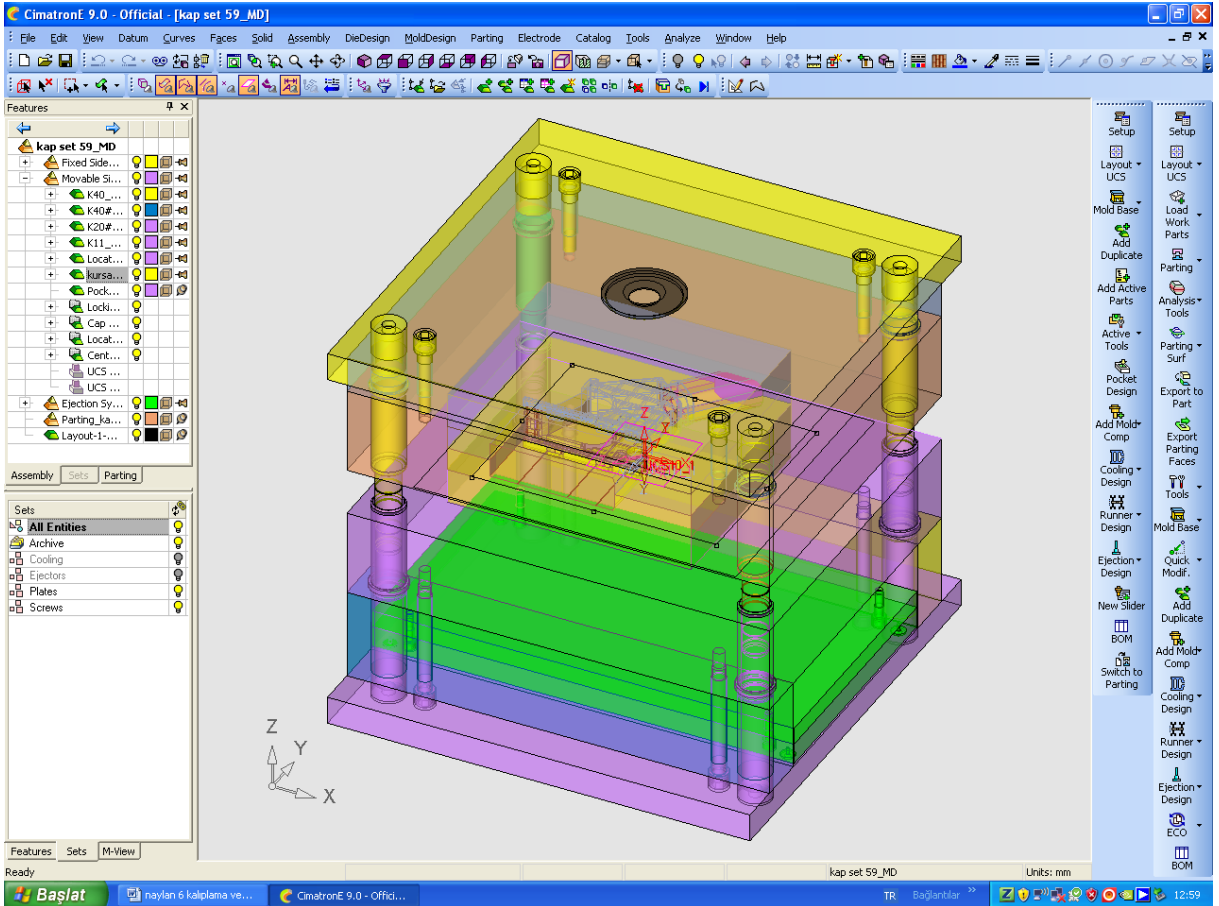 CimatronE 9.0 - Official - [kap set 59_MD]
File Edit View Datum Curves Faces Solid Assembly DieDesign MoldDesign Parting Electrode Catalog Tools Analyze Window Help
Features
kap set 59_MD
Fixed Side...
Movable Si...
K40_...
K40#...
K20#...
K11_...
Locat...
kursa...
Pock...
Locki...
Cap ...
Locat...
Cent...
UCS ...
UCS ...
Ejection Sy...
Parting_ka...
Layout-1-...
Assembly Sets Parting
Sets
All Entities
Archive
Cooling
Ejectors
Plates
Screws
Features Sets M-View
Z
Y
X
Z
Y
Setup
Layout
UCS
Mold Base
Add
Duplicate
Add Active
Parts
Active
Tools
Pocket
Design
Add Mold
Comp
Cooling
Design
Runner
Design
Ejection
Design
New Slider
BOM
Switch to
Parting
Setup
Layout
UCS
Load
Work
Parts
Parting
Analysis
Tools
Parting
Surf
Export to
Part
Export
Parting
Faces
Tools
Mold Base
Quick
Modif.
Add
Duplicate
Add Mold
Comp
Cooling
Design
Runner
Design
Ejection
Design
ECO
BOM
Ready
kap set 59_MD
Units: mm
Başlat
naylan 6 kalıplama ve...
CimatronE 9.0 - Offici...
TR
Bağlantılar
12:59